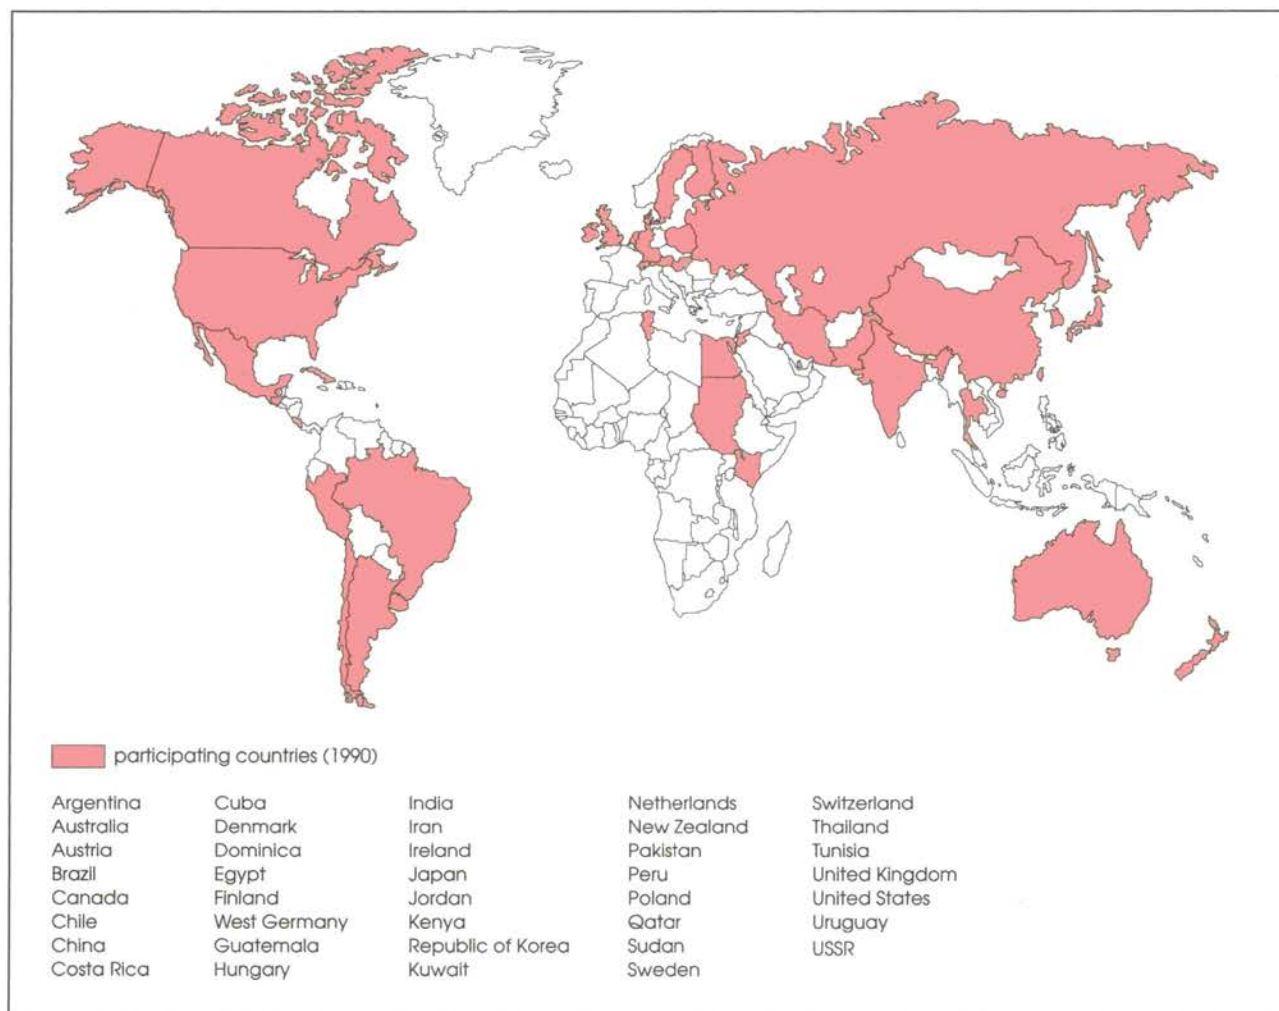 participating countries (1990)
Argentina
Australia
Austria
Brazil
Canada
Chile
China
Costa Rica
Cuba
Denmark
Dominica
Egypt
Finland
West Germany
Guatemala
Hungary
India
Iran
Ireland
Japan
Jordan
Kenya
Republic of Korea
Kuwait
Netherlands
New Zealand
Pakistan
Peru
Poland
Qatar
Sudan
Sweden
Switzerland
Thailand
Tunisia
United Kingdom
United States
Uruguay
USSR